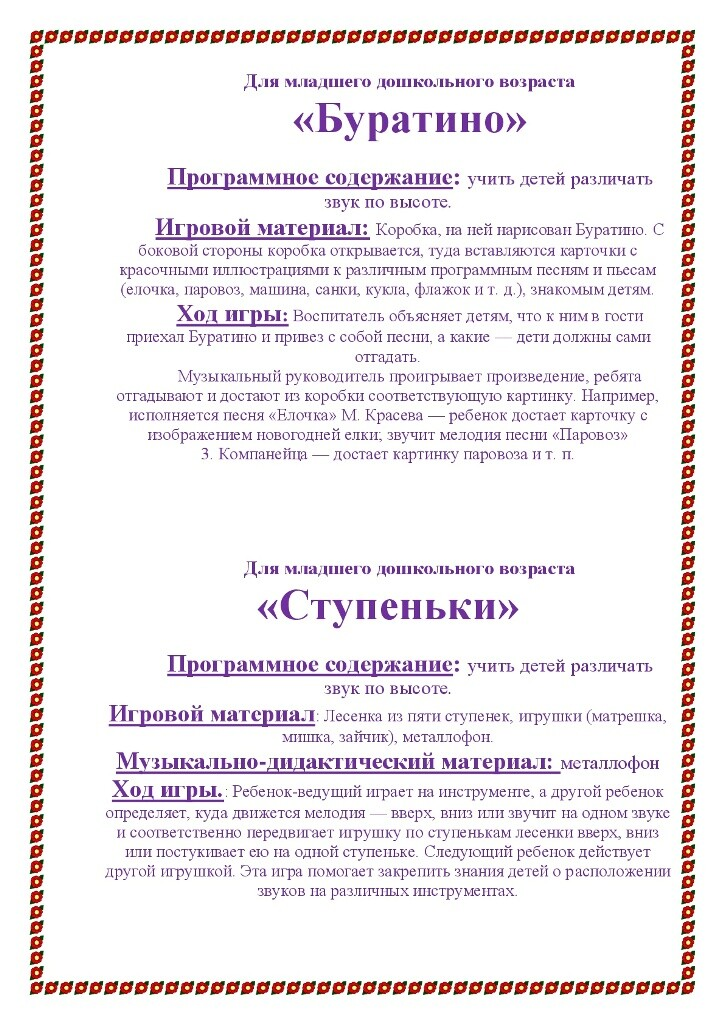 Для младшего дошкольного возраста
«Буратино»
Программное содержание: учить детей различать
звук по высоте.
Игровой материал: Коробка, на ней нарисован Буратино. С
боковой стороны коробка открывается, туда вставляются карточки с
красочными иллюстрациями к различным программным песням и пьесам
(елочка, паровоз, машина, санки, кукла, флажок и т. д.), знакомым детям.
Ход игры: Воспитатель объясняет детям, что к ним в гости
приехал Буратино и привез с собой песни, а какие — дети должны сами
отгадать.
Музыкальный руководитель проигрывает произведение, ребята
отгадывают и достают из коробки соответствующую картинку. Например,
исполняется песня «Елочка» М. Красева — ребенок достает карточку с
изображением новогодней елки; звучит мелодия песни «Паровоз»
3. Компанейца — достает картинку паровоза и т. п.
Для младшего дошкольного возраста
«Ступеньки»
Программное содержание: учить детей различать
звук по высоте.
Игровой материал: Лесенка из пяти ступенек, игрушки (матрешка,
мишка, зайчик), металлофон.
Музыкально-дидактический материал: металлофон
Ход игры.: Ребенок-ведущий играет на инструменте, а другой ребенок
определяет, куда движется мелодия — вверх, вниз или звучит на одном звуке
и соответственно передвигает игрушку по ступенькам лесенки вверх, вниз
или постукивает ею на одной ступеньке. Следующий ребенок действует
другой игрушкой. Эта игра помогает закрепить знания детей о расположении
звуков на различных инструментах.